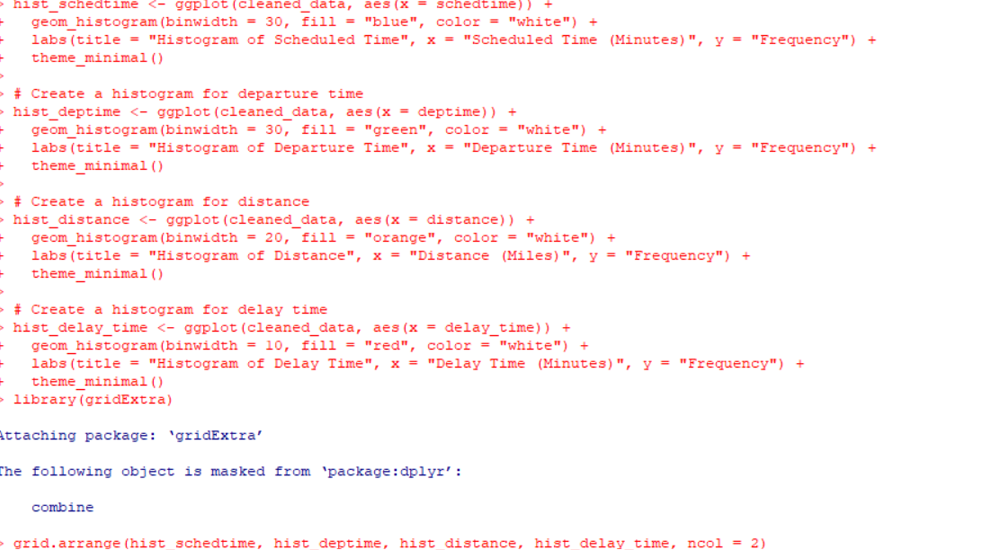 > hist_schedtime <- ggplot(cleaned_data, aes(x = schedtime)) +
+   geom_histogram(binwidth = 30, fill = "blue", color = "white") +
+   labs(title = "Histogram of Scheduled Time", x = "Scheduled Time (Minutes)", y = "Frequency") +
+   theme_minimal()
>
> # Create a histogram for departure time
> hist_deptime <- ggplot(cleaned_data, aes(x = deptime)) +
+   geom_histogram(binwidth = 30, fill = "green", color = "white") +
+   labs(title = "Histogram of Departure Time", x = "Departure Time (Minutes)", y = "Frequency") +
+   theme_minimal()
>
> # Create a histogram for distance
> hist_distance <- ggplot(cleaned_data, aes(x = distance)) +
+   geom_histogram(binwidth = 20, fill = "orange", color = "white") +
+   labs(title = "Histogram of Distance", x = "Distance (Miles)", y = "Frequency") +
+   theme_minimal()
>
> # Create a histogram for delay time
> hist_delay_time <- ggplot(cleaned_data, aes(x = delay_time)) +
+   geom_histogram(binwidth = 10, fill = "red", color = "white") +
+   labs(title = "Histogram of Delay Time", x = "Delay Time (Minutes)", y = "Frequency") +
+   theme_minimal()
> library(gridExtra)
Attaching package: ‘gridExtra’
The following object is masked from ‘package:dplyr’:
    combine
> grid.arrange(hist_schedtime, hist_deptime, hist_distance, hist_delay_time, ncol = 2)